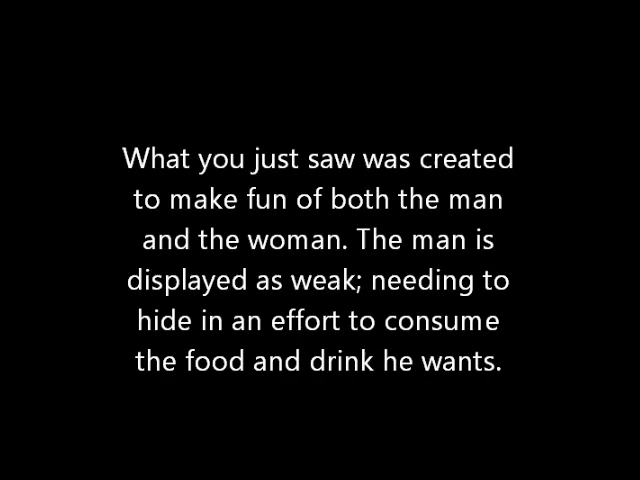 What you just saw was created
to make fun of both the man
and the woman. The man is
displayed as weak; needing to
hide in an effort to consume
the food and drink he wants.